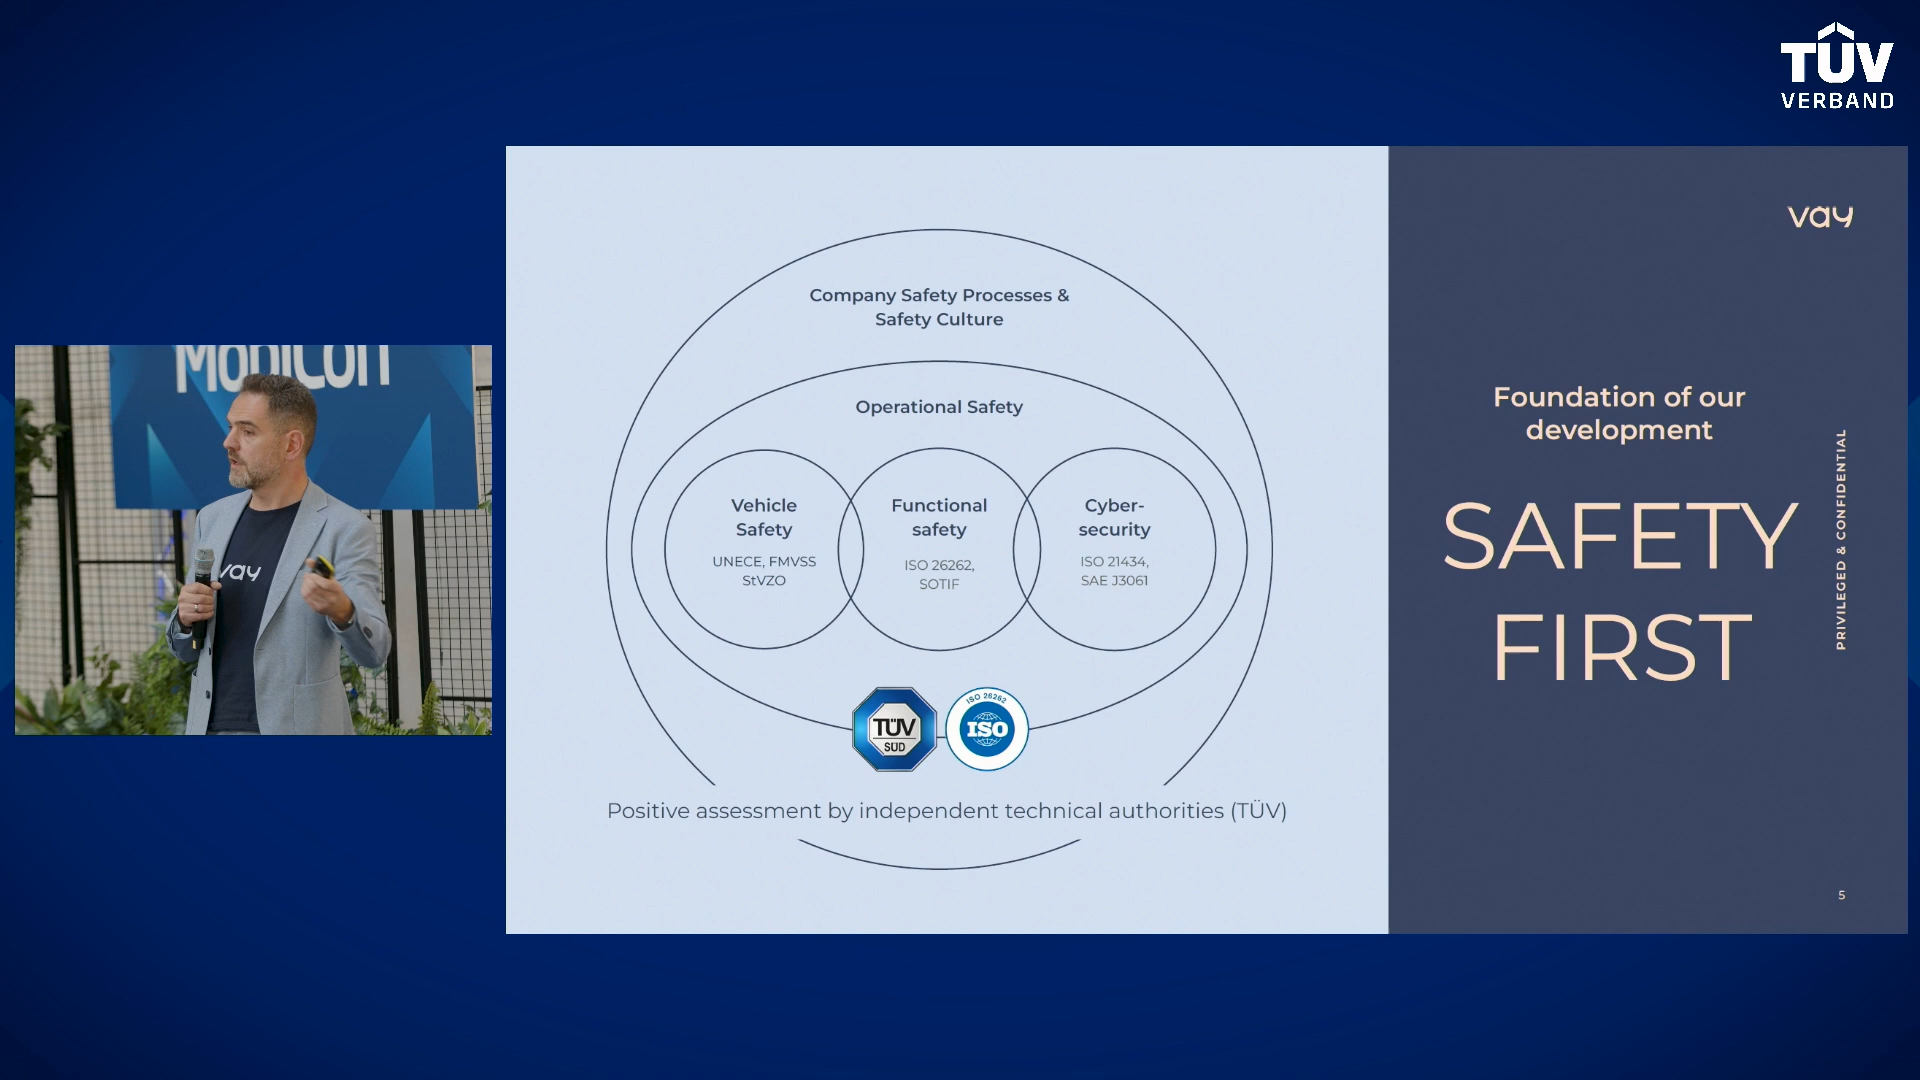 TÜV
VERBAND
MobiCon
vay
Company Safety Processes &
Safety Culture
Operational Safety
Vehicle
Safety
UNECE, FMVSS
StVZO
Functional
safety
ISO 26262,
SOTIF
Cyber-
security
ISO 21434,
SAE J3061
TÜV
SÜD
ISO 26262
ISO
Positive assessment by independent technical authorities (TÜV)
vay
Foundation of our
development
SAFETY
FIRST
PRIVILEGED & CONFIDENTIAL
5